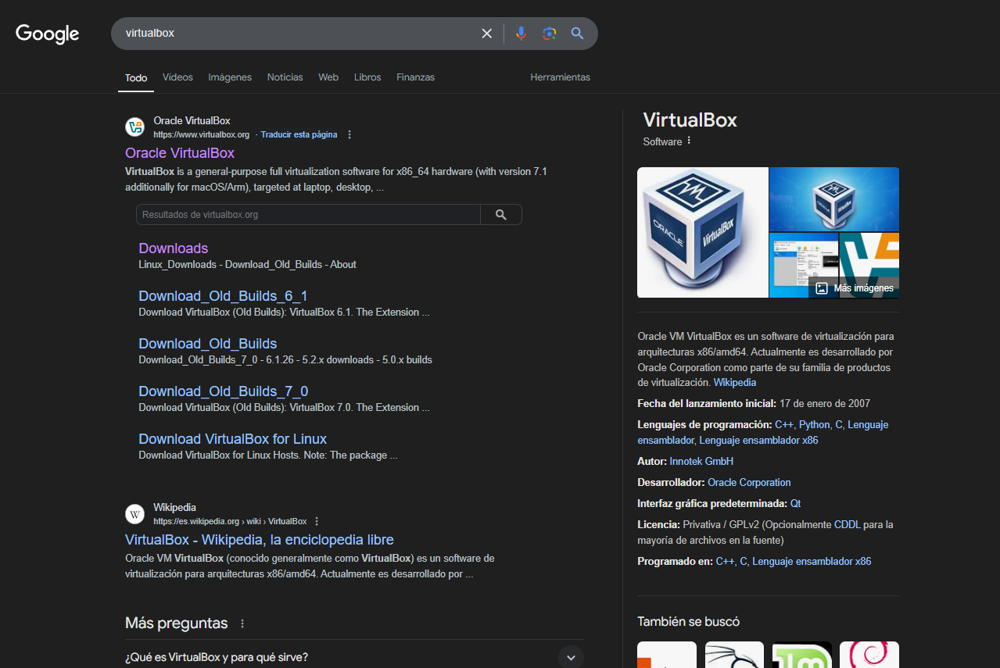 Google
virtualbox
Todo
Vídeos
Imágenes
Noticias
Web
Libros
Finanzas
Herramientas
Oracle VirtualBox
https://www.virtualbox.org · Traducir esta página
Oracle VirtualBox
VirtualBox is a general-purpose full virtualization software for x86_64 hardware (with version 7.1
additionally for macOS/Arm), targeted at laptop, desktop, ...
Resultados de virtualbox.org
Downloads
Linux_Downloads - Download_Old_Builds - About
Download_Old_Builds_6_1
Download VirtualBox (Old Builds): VirtualBox 6.1. The Extension ...
Download_Old_Builds
Download_Old_Builds_7_0 - 6.1.26 - 5.2.x downloads - 5.0.x builds
Download_Old_Builds_7_0
Download VirtualBox (Old Builds): VirtualBox 7.0. The Extension ...
Download VirtualBox for Linux
Download VirtualBox for Linux Hosts. Note: The package ...
W
Wikipedia
https://es.wikipedia.org › wiki › VirtualBox
VirtualBox - Wikipedia, la enciclopedia libre
Oracle VM VirtualBox (conocido generalmente como VirtualBox) es un software de
virtualización para arquitecturas x86/amd64. Actualmente es desarrollado por ...
Más preguntas
¿Qué es VirtualBox y para qué sirve?
VirtualBox
Software
ORACLE
VirtualBox
ORACLE
VirtualBox
Más imágenes
Oracle VM VirtualBox es un software de virtualización para
arquitecturas x86/amd64. Actualmente es desarrollado por
Oracle Corporation como parte de su familia de productos
de virtualización. Wikipedia
Fecha del lanzamiento inicial: 17 de enero de 2007
Lenguajes de programación: C++, Python, C, Lenguaje
ensamblador, Lenguaje ensamblador x86
Autor: Innotek GmbH
Desarrollador: Oracle Corporation
Interfaz gráfica predeterminada: Qt
Licencia: Privativa / GPLv2 (Opcionalmente CDDL para la
mayoría de archivos en la fuente)
Programado en: C++, C, Lenguaje ensamblador x86
También se buscó